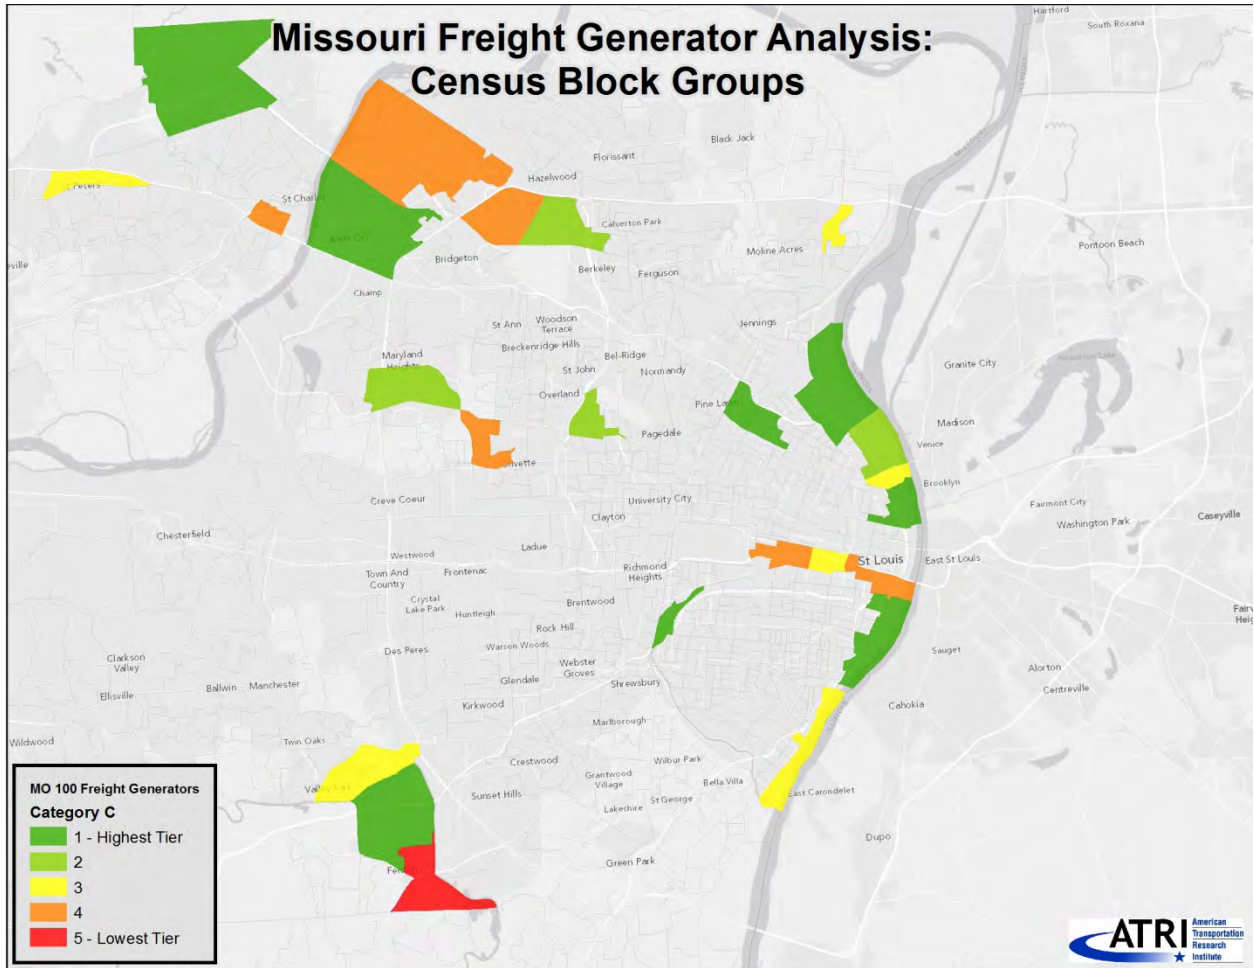 Missouri Freight Generator Analysis:
Census Block Groups
Hartford
South Roxana
Black Jack
Florissant
Hazelwood
St Charles
Calverton Park
Pontoon Beach
Moline Acres
Bridgeton
Berkeley
Ferguson
Champ
St Ann
Woodson
Terrace
Jennings
Breckenridge Hills
Maryland
Heights
Bel-Ridge
Granite City
St John
Normandy
Overland
Pine Lawn
Madison
Pagedale
Venice
Olivette
Brooklyn
Creve Coeur
University City
Fairmont City
Clayton
Washington Park
Caseyville
Chesterfield
Ladue
Westwood
St Louis
East St Louis
Town And
Country
Frontenac
Richmond
Heights
Crystal
Lake Park
Huntleigh
Brentwood
Rock Hill
Des Peres
Warson Woods
Sauget
Clarkson
Valley
Webster
Groves
Alorton
Ellisville
Ballwin
Manchester
Glendale
Shrewsbury
Centreville
Kirkwood
Cahokia
Marlborough
Wildwood
Twin Oaks
Crestwood
Wilbur Park
Grantwood
Village
Bella Villa
East Carondelet
Valley Park
Sunset Hills
St George
Lakeshire
Dupo
Green Park
MO 100 Freight Generators
Category C
1 - Highest Tier
2
3
4
5 - Lowest Tier
ATRI
American
Transportation
Research
Institute